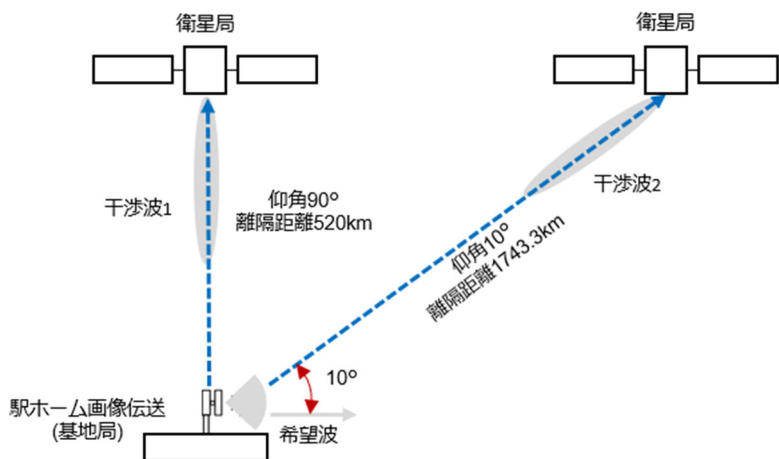 衛星局
衛星局
干渉波1
仰角90°
離隔距離520km
干渉波2
仰角10°
離隔距離1743.3km
10°
駅ホーム画像伝送
(基地局)
希望波